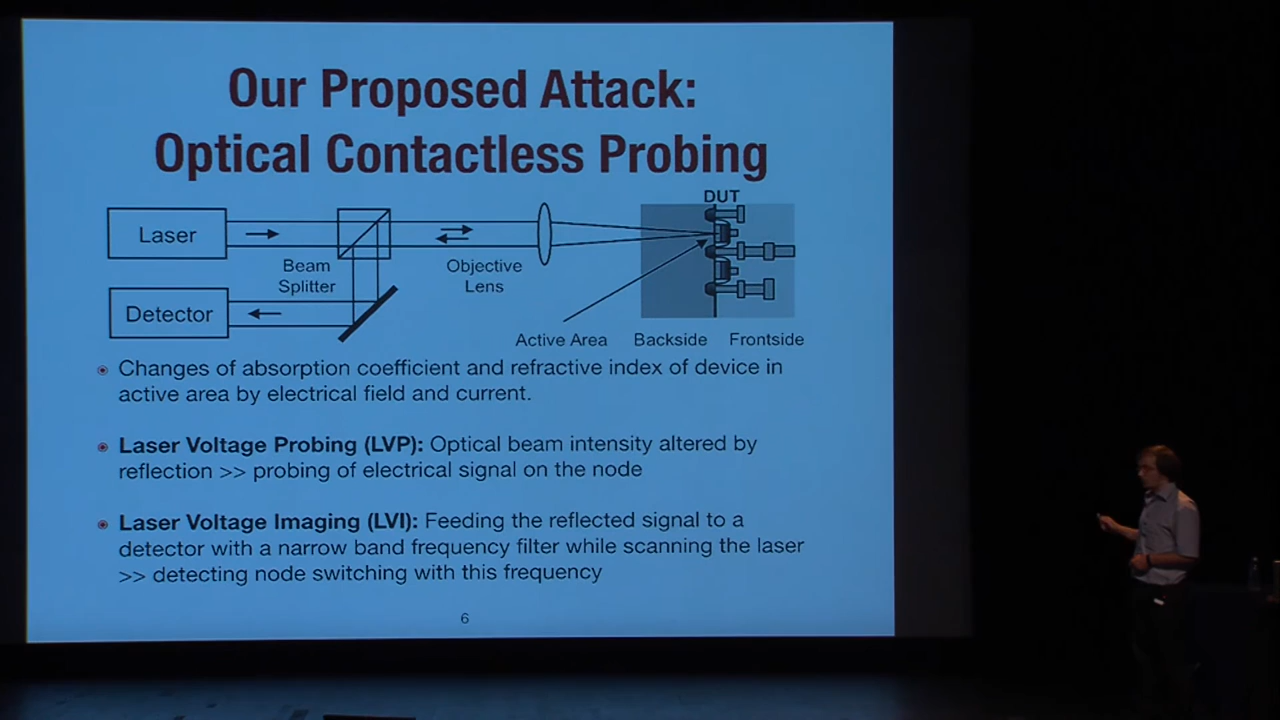 Our Proposed Attack:
Optical Contactless Probing
DUT
Laser
Beam
Splitter
Objective
Lens
Detector
Active Area
Backside
Frontside
Changes of absorption coefficient and refractive index of device in
active area by electrical field and current.
Laser Voltage Probing (LVP): Optical beam intensity altered by
reflection >> probing of electrical signal on the node
Laser Voltage Imaging (LVI): Feeding the reflected signal to a
detector with a narrow band frequency filter while scanning the laser
>> detecting node switching with this frequency
6